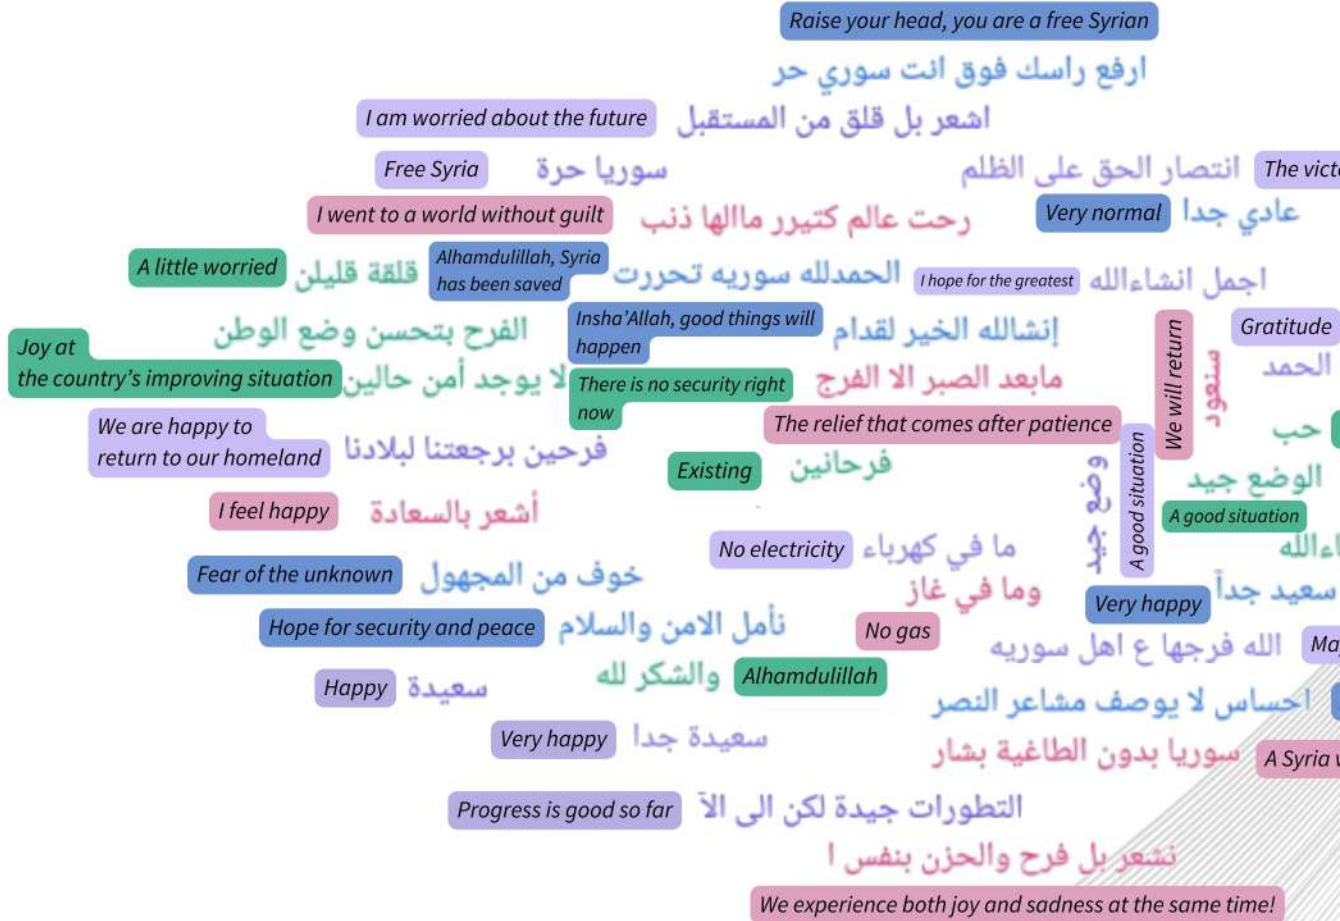 Raise your head, you are a free Syrian
ارفع راسك فوق انت سوري حر
I am worried about the future
اشعر بل قلق من المستقبل
Free Syria
سوريا حرة
انتصار الحق على الظلم
The
I went to a world without guilt
رحت عالم كتيرر ماالها ذنب
Very normal
عادي جدا
A little worried
قلقة قليلن
Alhamdulillah, Syria
has been saved
الحمدلله سوريه تحررت
I hope for the greatest
اجمل انشاءالله
الفرح بتحسن وضع الوطن
Insha'Allah, good things will
happen
إنشالله الخير لقدام
We will return
سنعود
Gratitude
الحمد
Joy at
the country's improving situation
لا يوجد أمن حالين
There is no security right
now
مابعد الصبر الا الفرج
The relief that comes after patience
We are happy to
return to our homeland
فرحين برجعتنا لبلادنا
حب
Existing
فرحانين
وضع جيد
A good situation
الوضع جيد
A good situation
I feel happy
أشعر بالسعادة
No electricity
ما في كهرباء
Fear of the unknown
خوف من المجهول
وما في غاز
Very happy
سعيد جدآ
Hope for security and peace
نأمل الامن والسلام
No gas
الله فرجها ع اهل سوريه
والشكر لله
Alhamdulillah
Happy
سعيدة
احساس لا يوصف مشاعر النصر
Very happy
سعيدة جدا
سوريا بدون الطاغية بشار
A Syria
Progress is good so far
التطورات جيدة لكن الى الآ
نشعر بل فرح والحزن بنفس ا
We experience both joy and sadness at the same time!